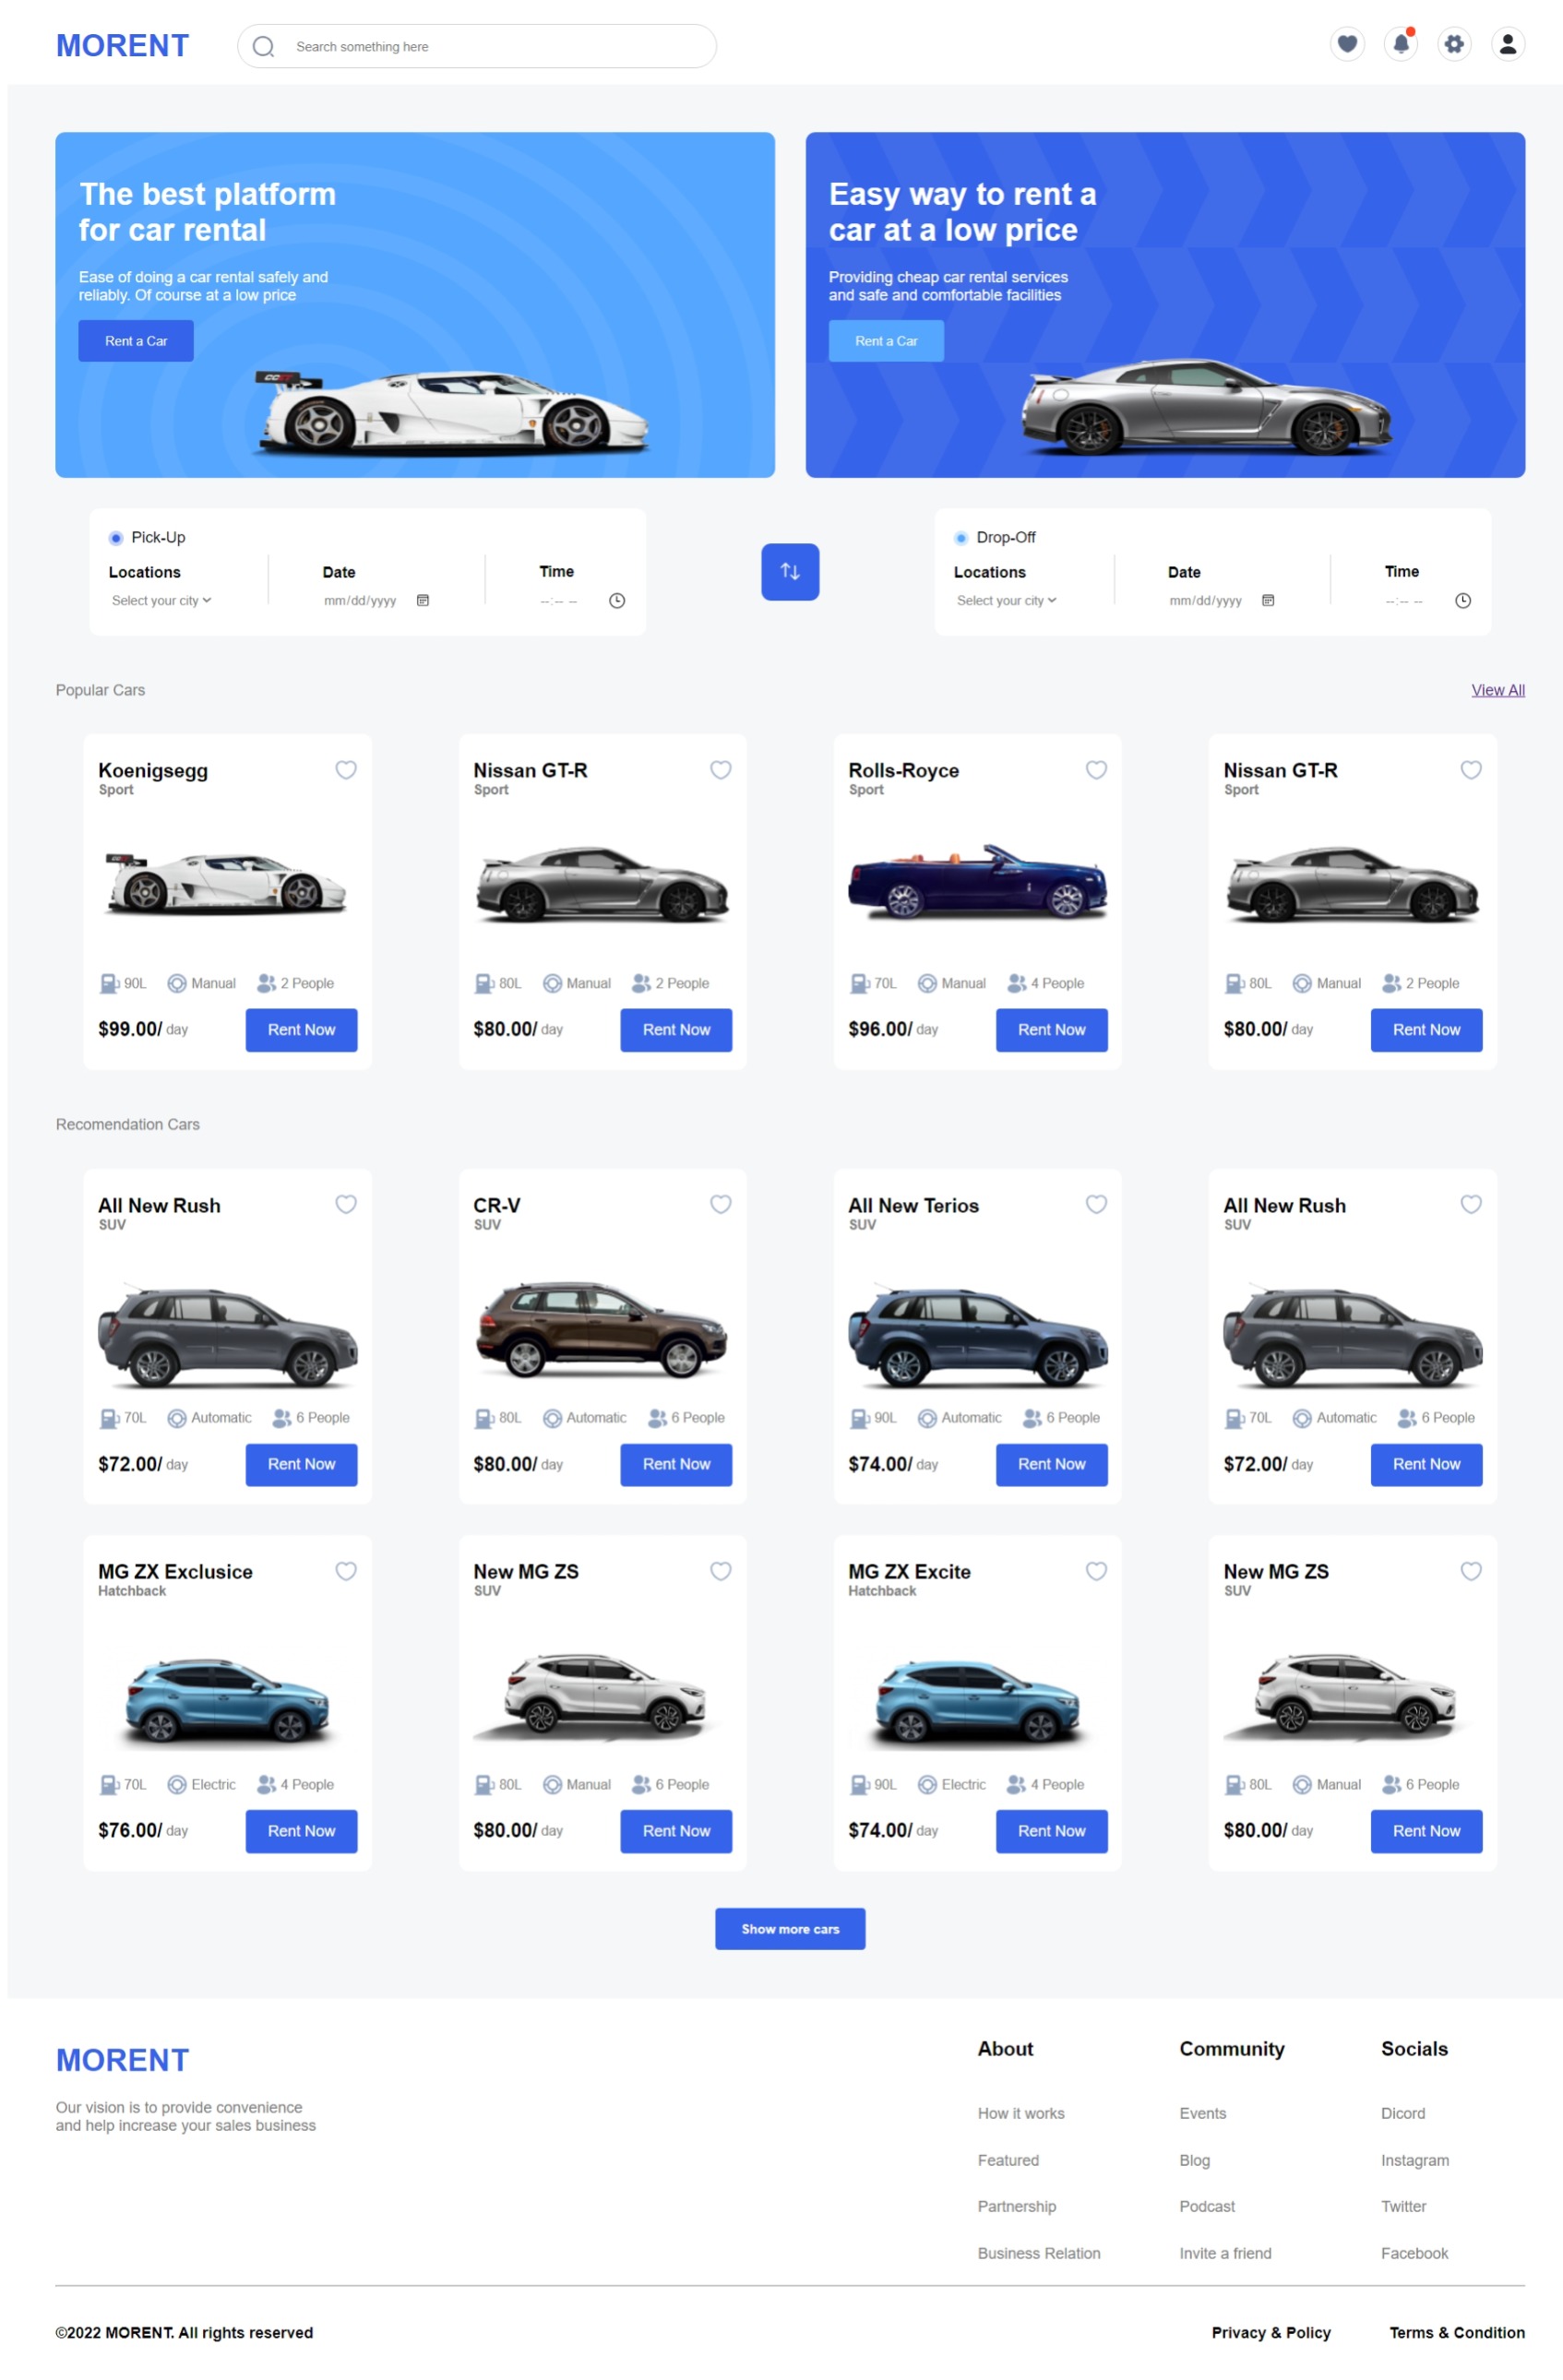 MORENT
Search something here
The best platform
for car rental
Ease of doing a car rental safely and
reliably. Of course at a low price
Rent a Car
Easy way to rent a
car at a low price
Providing cheap car rental services
and safe and comfortable facilities
Rent a Car
Pick-Up
Locations Date Time
Select your city mm/dd/yyyy --:-- --
Drop-Off
Locations Date Time
Select your city mm/dd/yyyy --:-- --
Popular Cars View All
Koenigsegg
Sport
90L Manual 2 People
$99.00/ day Rent Now
Nissan GT-R
Sport
80L Manual 2 People
$80.00/ day Rent Now
Rolls-Royce
Sport
70L Manual 4 People
$96.00/ day Rent Now
Nissan GT-R
Sport
80L Manual 2 People
$80.00/ day Rent Now
Recomendation Cars
All New Rush
SUV
70L Automatic 6 People
$72.00/ day Rent Now
CR-V
SUV
80L Automatic 6 People
$80.00/ day Rent Now
All New Terios
SUV
90L Automatic 6 People
$74.00/ day Rent Now
All New Rush
SUV
70L Automatic 6 People
$72.00/ day Rent Now
MG ZX Exclusice
Hatchback
70L Electric 4 People
$76.00/ day Rent Now
New MG ZS
SUV
80L Manual 6 People
$80.00/ day Rent Now
MG ZX Excite
Hatchback
90L Electric 4 People
$74.00/ day Rent Now
New MG ZS
SUV
80L Manual 6 People
$80.00/ day Rent Now
Show more cars
MORENT
Our vision is to provide convenience
and help increase your sales business
About
How it works
Featured
Partnership
Business Relation
Community
Events
Blog
Podcast
Invite a friend
Socials
Dicord
Instagram
Twitter
Facebook
©2022 MORENT. All rights reserved
Privacy & Policy Terms & Condition